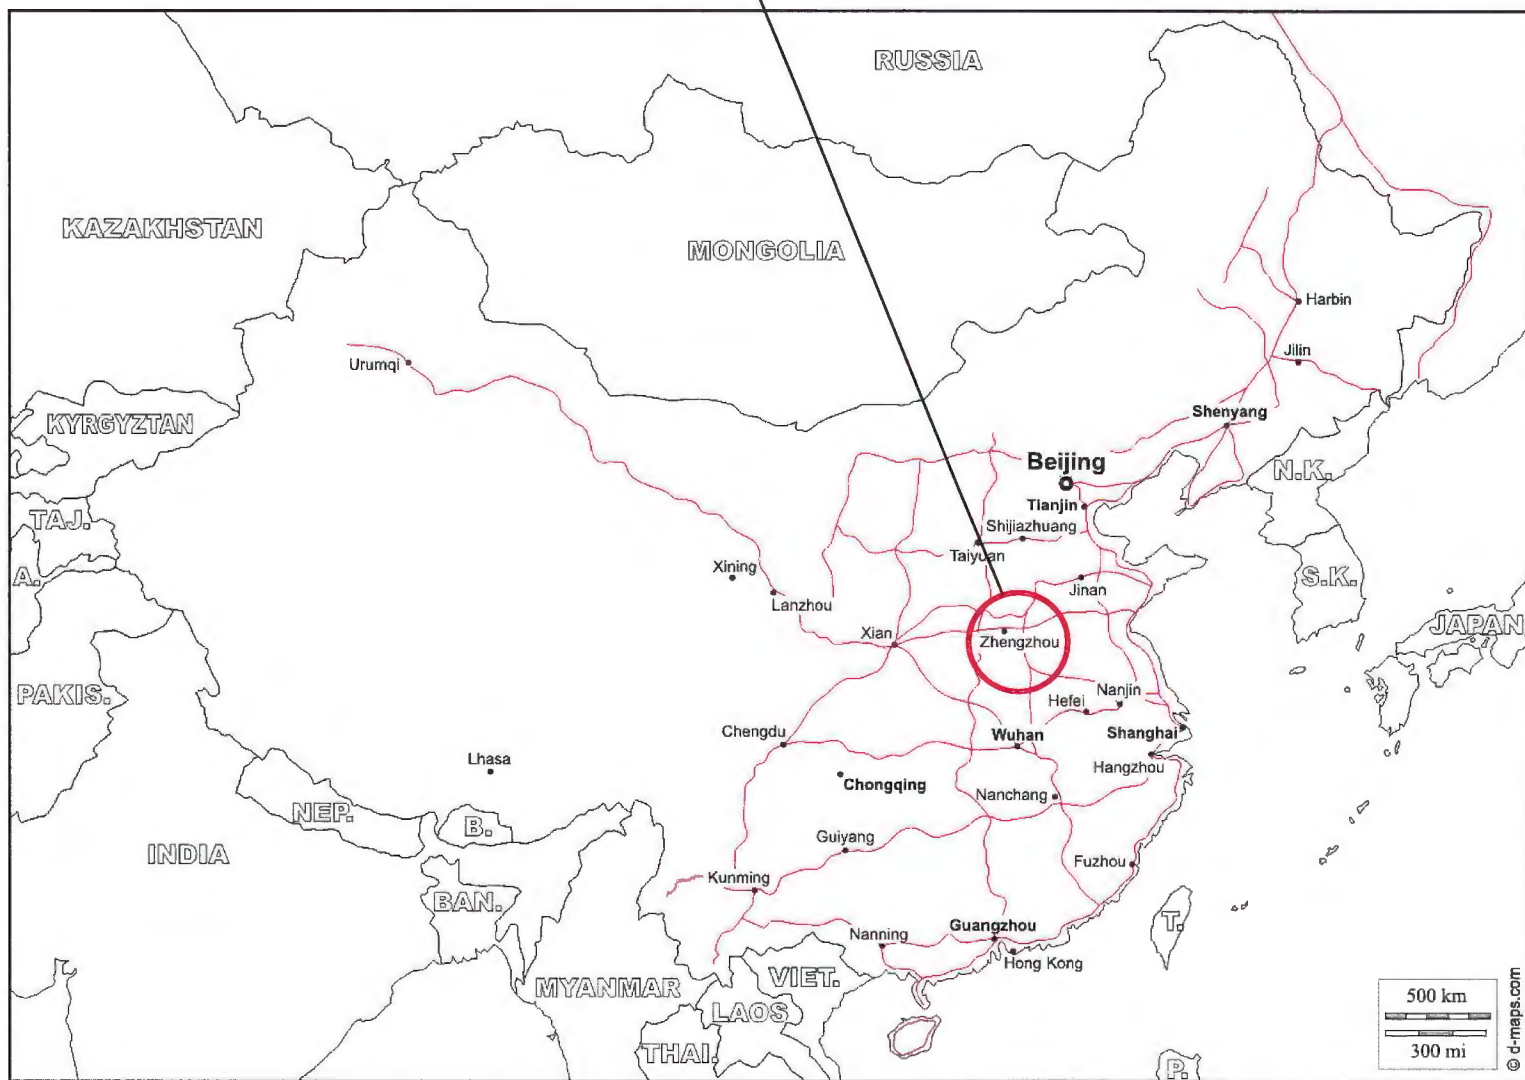 RUSSIA
KAZAKHSTAN
MONGOLIA
Harbin
Jilin
Urumqi
Shenyang
KYRGYZTAN
Beijing
N.K.
Tianjin
TAJ.
Shijiazhuang
Taiyuan
A.
Xining
S.K.
Jinan
Lanzhou
JAPAN
Xian
Zhengzhou
PAKIS.
Nanjin
Hefei
Chengdu
Wuhan
Shanghai
Lhasa
Hangzhou
Chongqing
Nanchang
NEP.
B.
Guiyang
INDIA
Fuzhou
Kunming
BAN.
T.
Guangzhou
Nanning
Hong Kong
VIET.
MYANMAR
500 km
LAOS
300 mi
THAI.
P.
© d-maps.com